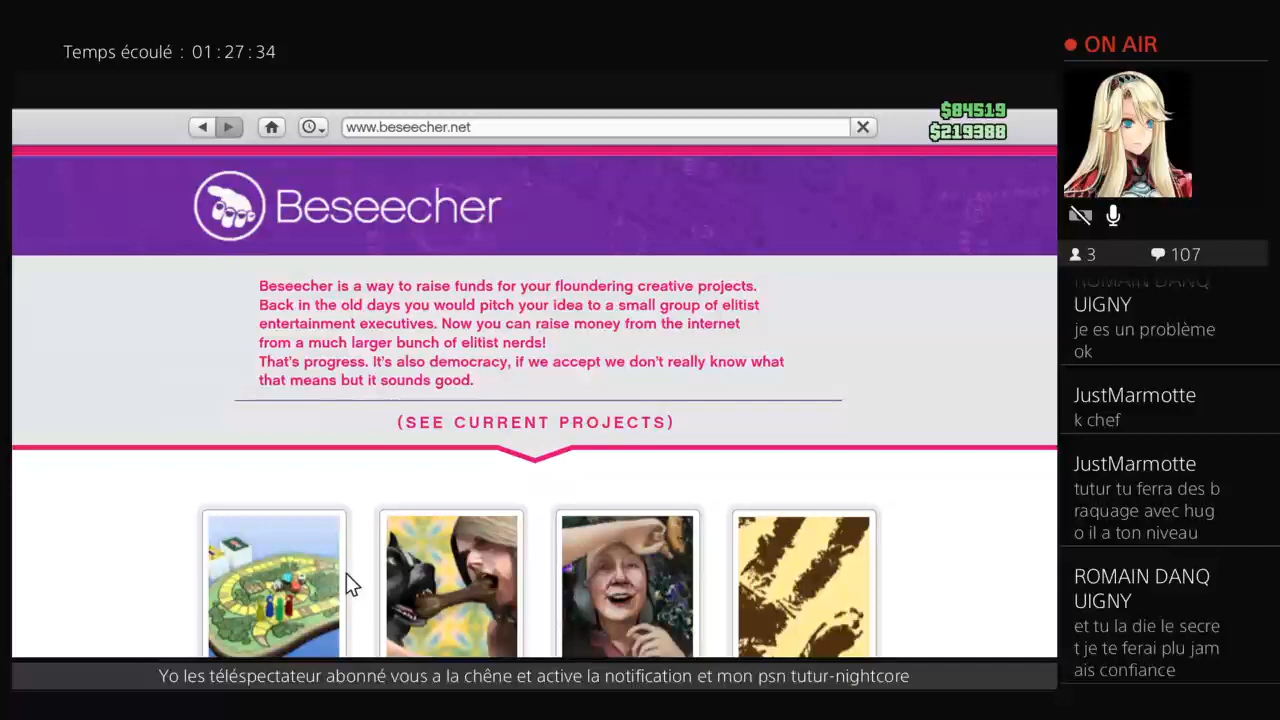 Temps écoulé : 01:27:34
ON AIR
$84519
www.beseecher.net
$219388
Beseecher
3 107
Beseecher is a way to raise funds for your floundering creative projects.
Back in the old days you would pitch your idea to a small group of elitist
entertainment executives. Now you can raise money from the internet
from a much larger bunch of elitist nerds!
That's progress. It's also democracy, if we accept we don't really know what
that means but it sounds good.
(SEE CURRENT PROJECTS)
ROMAIN DANQ
UIGNY
je es un problème
ok
JustMarmotte
k chef
JustMarmotte
tutur tu ferra des b
raquage avec hug
o il a ton niveau
ROMAIN DANQ
UIGNY
et tu la die le secre
t je te ferai plu jam
ais confiance
Yo les téléspectateur abonné vous a la chêne et active la notification et mon psn tutur-nightcore